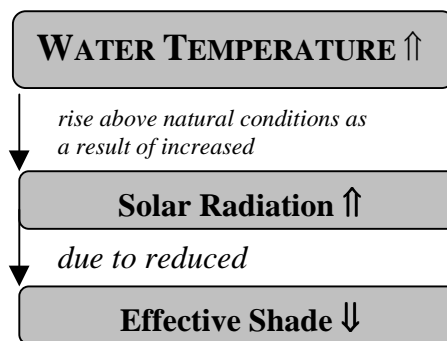 WATER TEMPERATURE ⇑
rise above natural conditions as
a result of increased
Solar Radiation ⇑
due to reduced
Effective Shade ⇓